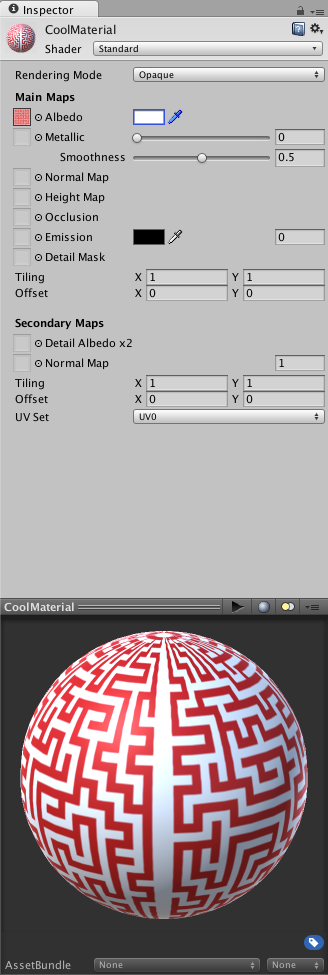 Inspector
CoolMaterial
Shader Standard
Rendering Mode Opaque
Main Maps
Albedo
Metallic 0
Smoothness 0.5
Normal Map
Height Map
Occlusion
Emission 0
Detail Mask
Tiling X 1 Y 1
Offset X 0 Y 0
Secondary Maps
Detail Albedo x2
Normal Map 1
Tiling X 1 Y 1
Offset X 0 Y 0
UV Set UV0
CoolMaterial
AssetBundle None None